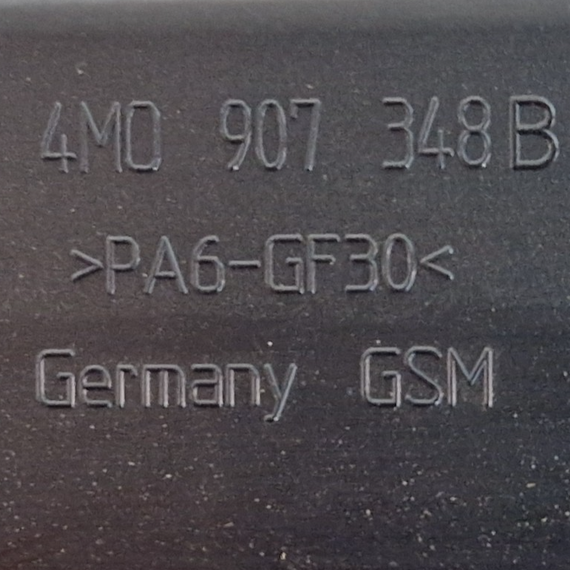 4M0 907 348 B
>PA6-GF30<
Germany GSM